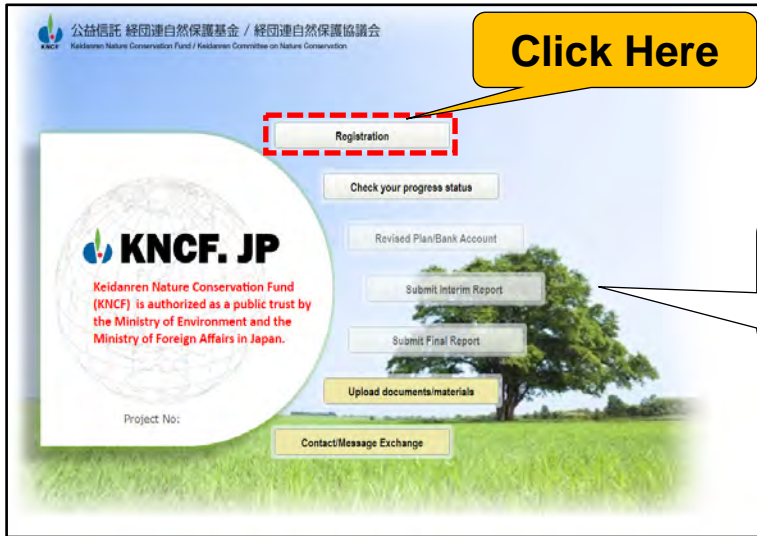 公益信託 経団連自然保護基金 / 経団連自然保護協議会
KNCF
Keidanren Nature Conservation Fund / Keidanren Committee on Nature Conservation
Click Here
Registration
Check your progress status
Revised Plan/Bank Account
KNCF. JP
Keidanren Nature Conservation Fund
(KNCF) is authorized as a public trust by
the Ministry of Environment and the
Ministry of Foreign Affairs in Japan.
Submit Interim Report
Submit Final Report
Upload documents/materials
Project No:
Contact/Message Exchange